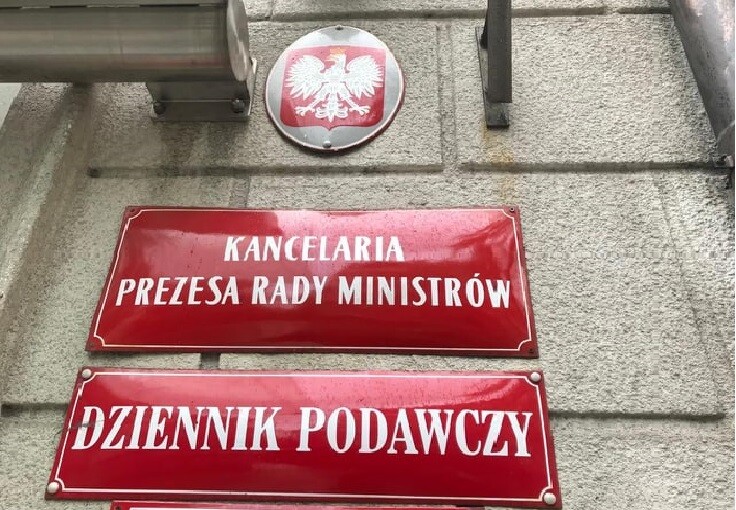 KANCELARIA
PREZESA RADY MINISTRÓW
DZIENNIK PODAWCZY